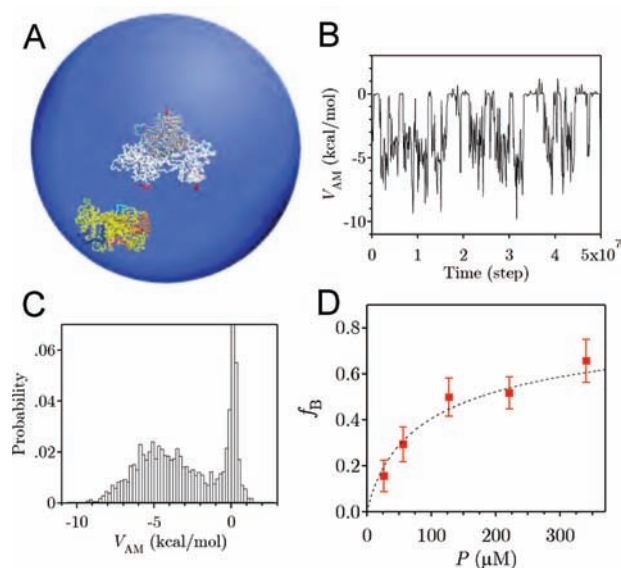 A
B
0
-5
-10
V_AM (kcal/mol)
0 1 2 3 4 5x10^7
Time (step)
C
.06
.04
.02
0
Probability
-10 -5 0
V_AM (kcal/mol)
D
0.8
0.6
0.4
0.2
0.0
f_B
0 100 200 300
P (μM)